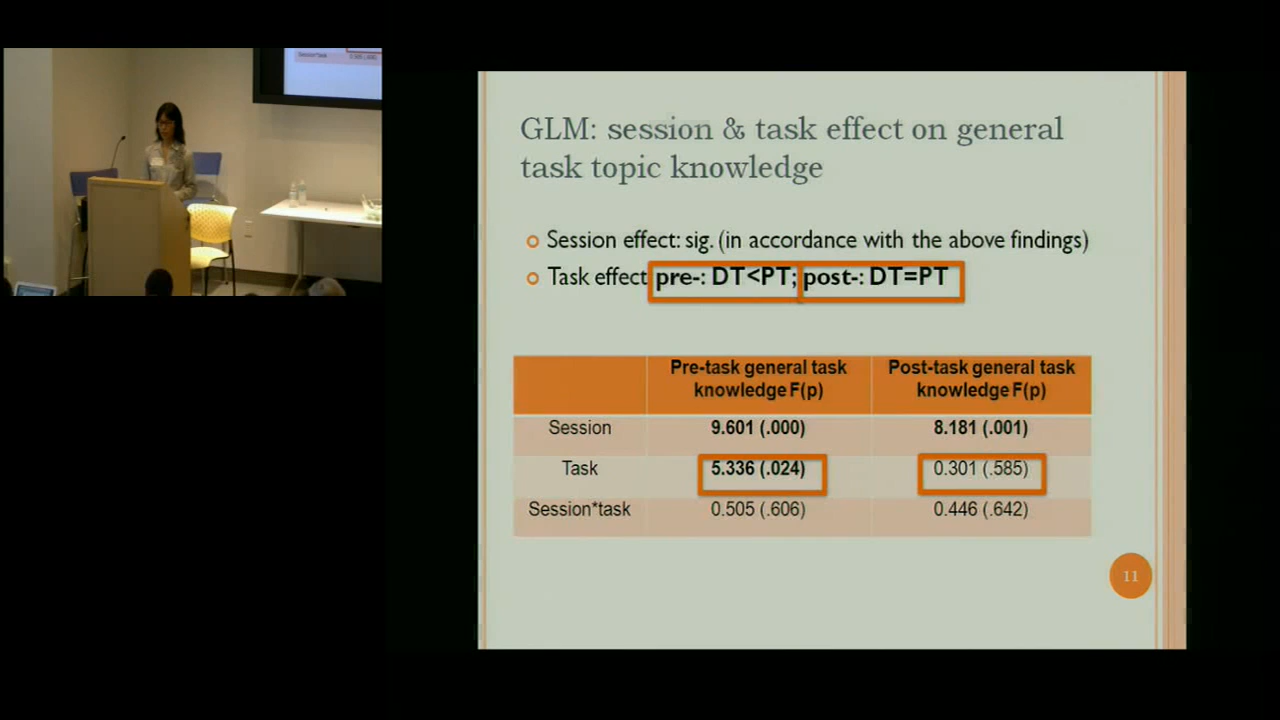 GLM: session & task effect on general
task topic knowledge
Session effect: sig. (in accordance with the above findings)
Task effect pre-: DT<PT; post-: DT=PT
Pre-task general task knowledge F(p) Post-task general task knowledge F(p)
Session 9.601 (.000) 8.181 (.001)
Task 5.336 (.024) 0.301 (.585)
Session*task 0.505 (.606) 0.446 (.642)
11
Session*task